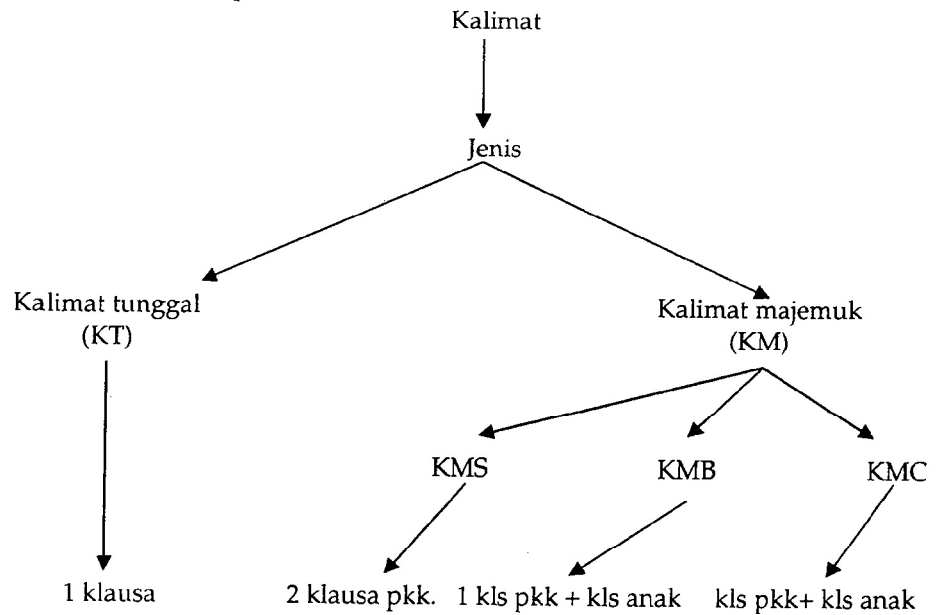 Kalimat
Jenis
Kalimat tunggal
(KT)
Kalimat majemuk
(KM)
KMS
KMB
KMC
1 klausa
2 klausa pkk.
1 kls pkk + kls anak
kls pkk+ kls anak